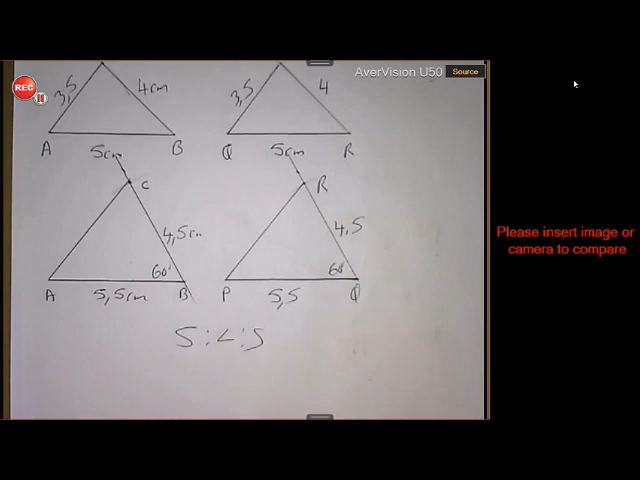 AverVision U50
Source
REC
3,5
4cm
3,5
4
A
5cm
B
Q
5cm
R
C
R
4,5cm
4,5
60°
60°
A
5,5cm
B
P
5,5
Q
S:<:S
Please insert image or
camera to compare